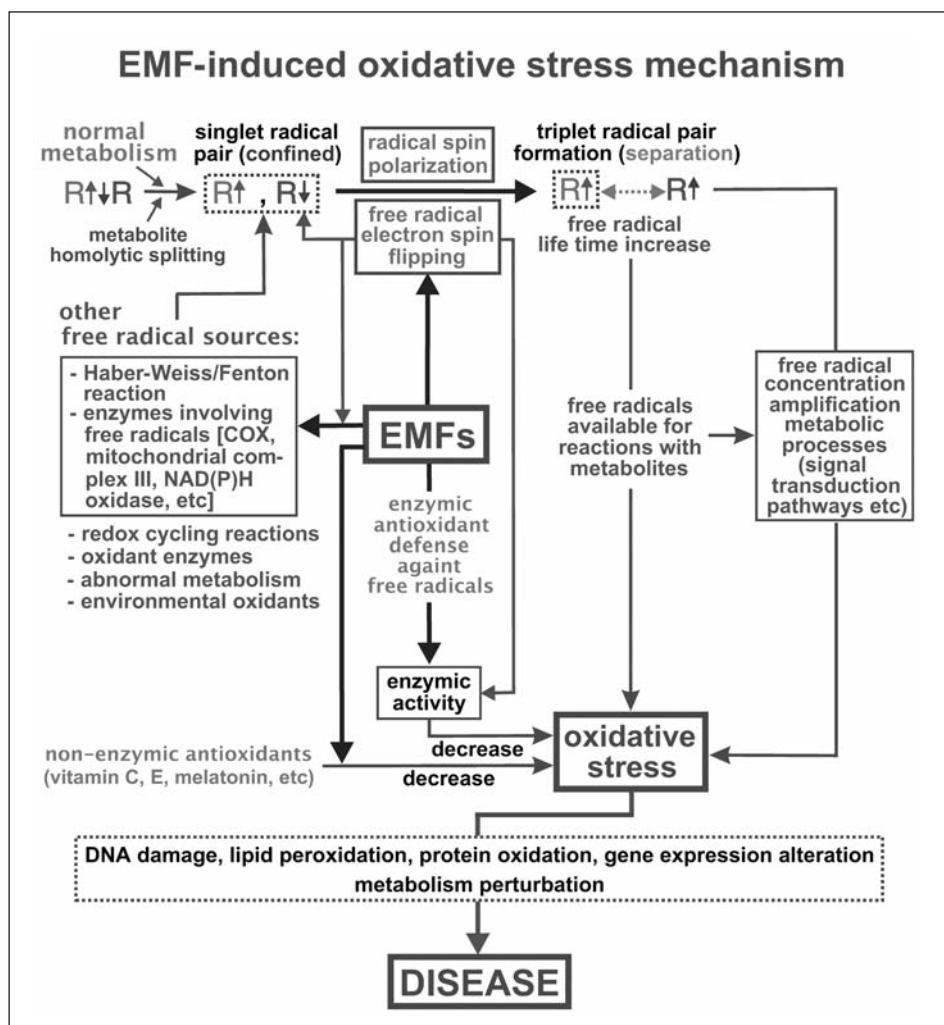 EMF-induced oxidative stress mechanism
normal
metabolism
R↑↓R
metabolite
homolytic splitting
singlet radical
pair (confined)
R↑ , R↓
radical spin
polarization
free radical
electron spin
flipping
triplet radical pair
formation (separation)
R↑ R↑
free radical
life time increase
other
free radical sources:
- Haber-Weiss/Fenton
reaction
- enzymes involving
free radicals [COX,
mitochondrial com-
plex III, NAD(P)H
oxidase, etc]
- redox cycling reactions
- oxidant enzymes
- abnormal metabolism
- environmental oxidants
EMFs
enzymic
antioxidant
defense
againt
free radicals
free radicals
available for
reactions with
metabolites
free radical
concentration
amplification
metabolic
processes
(signal
transduction
pathways etc)
enzymic
activity
decrease
non-enzymic antioxidants
(vitamin C, E, melatonin, etc)
decrease
oxidative
stress
DNA damage, lipid peroxidation, protein oxidation, gene expression alteration
metabolism perturbation
DISEASE